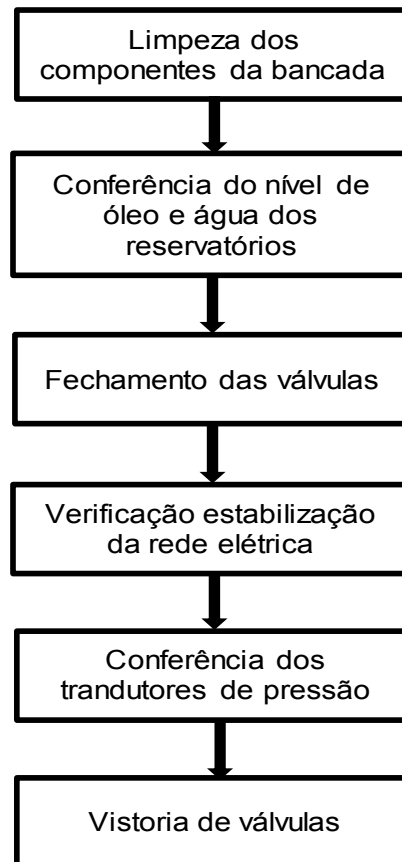 Limpeza dos
componentes da bancada
Conferência do nível de
óleo e água dos
reservatórios
Fechamento das válvulas
Verificação estabilização
da rede elétrica
Conferência dos
trandutores de pressão
Vistoria de válvulas